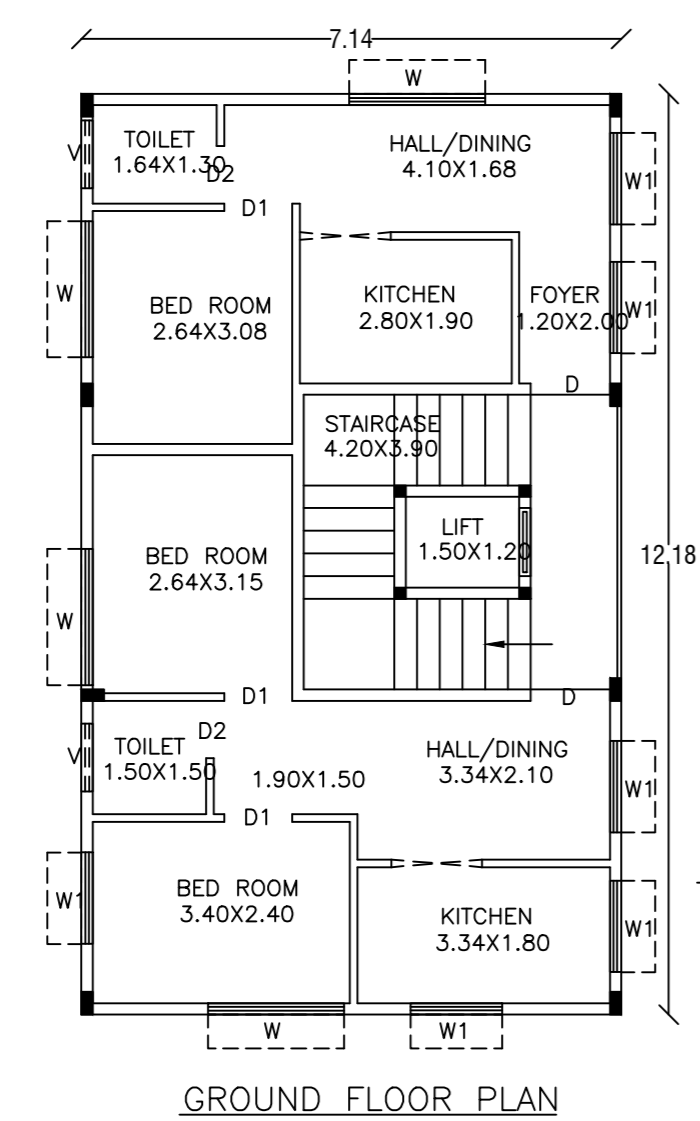 7.14
W
TOILET
1.64X1.30
V
D2
HALL/DINING
4.10X1.68
W1
D1
W
BED ROOM
2.64X3.08
KITCHEN
2.80X1.90
FOYER
1.20X2.00
W1
D
STAIRCASE
4.20X3.90
LIFT
1.50X1.20
12.18
BED ROOM
2.64X3.15
W
D1
D
D2
TOILET
1.50X1.50
V
1.90X1.50
HALL/DINING
3.34X2.10
W1
D1
BED ROOM
3.40X2.40
W1
KITCHEN
3.34X1.80
W1
W
W1
GROUND FLOOR PLAN